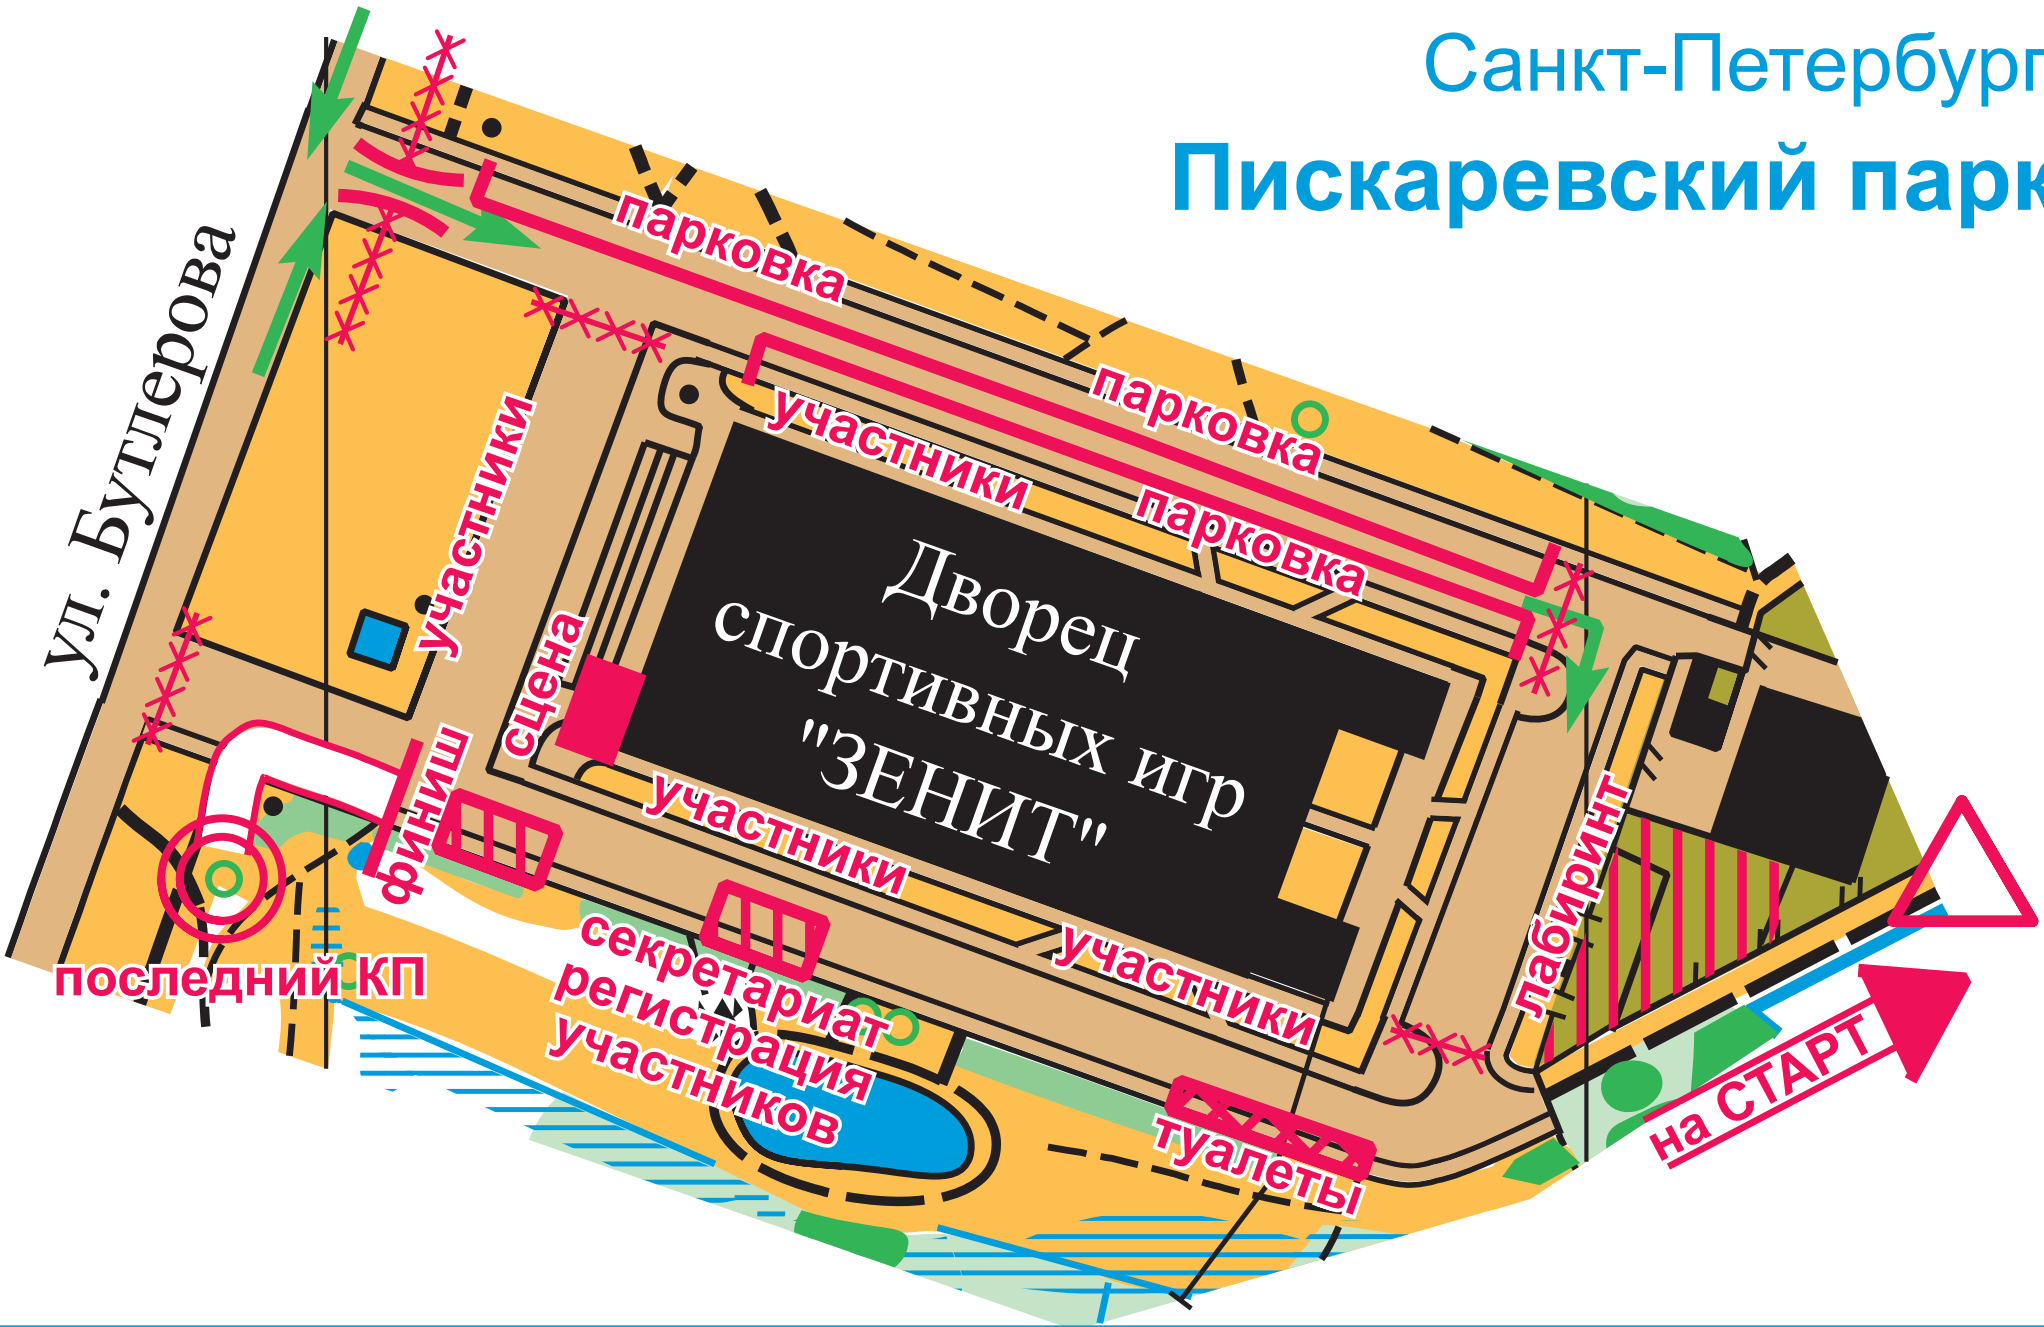 Санкт-Петербург
Пискаревский парк
ул. Бутлерова
парковка
парковка
участники
парковка
участники
сцена
Дворец
спортивных игр
"ЗЕНИТ"
финиш
участники
участники
лабиринт
последний КП
секретариат
регистрация
участников
туалеты
на СТАРТ